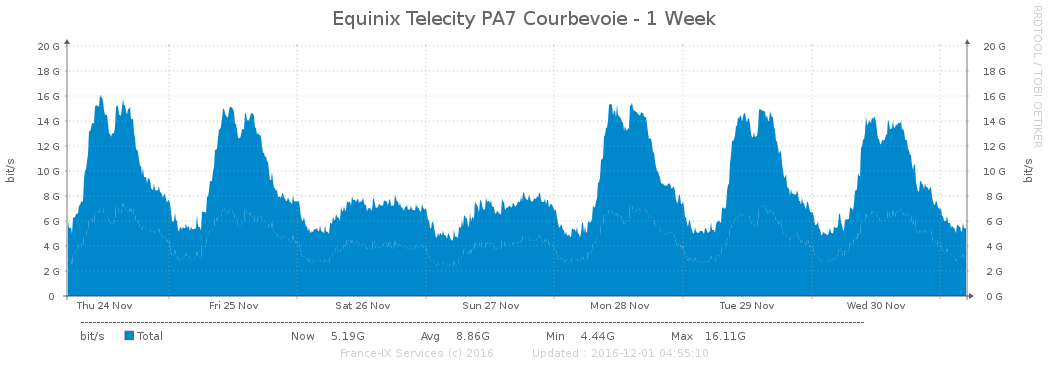 Equinix Telecity PA7 Courbevoie - 1 Week
RRDTOOL / TOBI OETIKER
bit/s
20 G 20 G
18 G 18 G
16 G 16 G
14 G 14 G
12 G 12 G
10 G 10 G
8 G 8 G
6 G 6 G
4 G 4 G
2 G 2 G
0 0 G
bit/s
Thu 24 Nov Fri 25 Nov Sat 26 Nov Sun 27 Nov Mon 28 Nov Tue 29 Nov Wed 30 Nov
bit/s Total Now 5.19G Avg 8.86G Min 4.44G Max 16.11G
France-IX Services (c) 2016 Updated : 2016-12-01 04:55:10